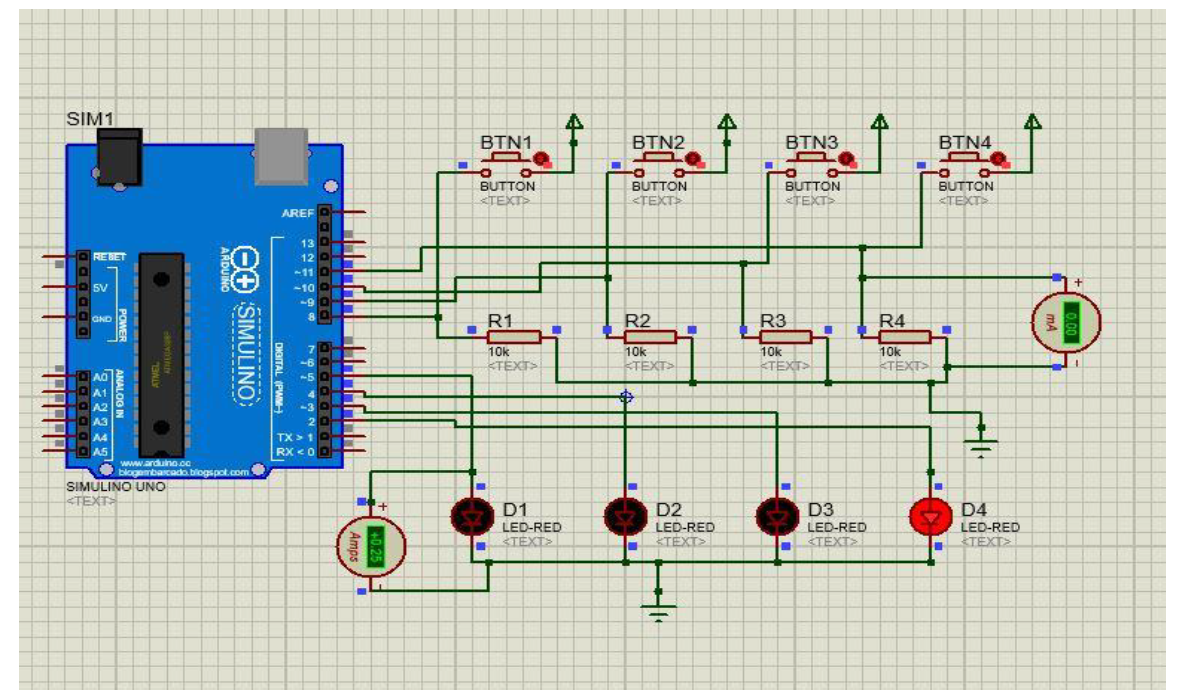 SIM1
BTN1
BUTTON
<TEXT>
BTN2
BUTTON
<TEXT>
BTN3
BUTTON
<TEXT>
BTN4
BUTTON
<TEXT>
AREF
13
12
~11
~10
~9
8
7
~6
~5
4
~3
2
TX > 1
RX < 0
DIGITAL (PWM~)
RESET
5V
GND
POWER
A0
A1
A2
A3
A4
A5
ANALOG IN
ARDUINO
SIMULINO
ATMEL
www.arduino.cc
blogembarcado.blogspot.com
SIMULINO UNO
<TEXT>
R1
10k
<TEXT>
R2
10k
<TEXT>
R3
10k
<TEXT>
R4
10k
<TEXT>
+
0.00
mA
-
+
+0.25
Amps
-
D1
LED-RED
<TEXT>
D2
LED-RED
<TEXT>
D3
LED-RED
<TEXT>
D4
LED-RED
<TEXT>